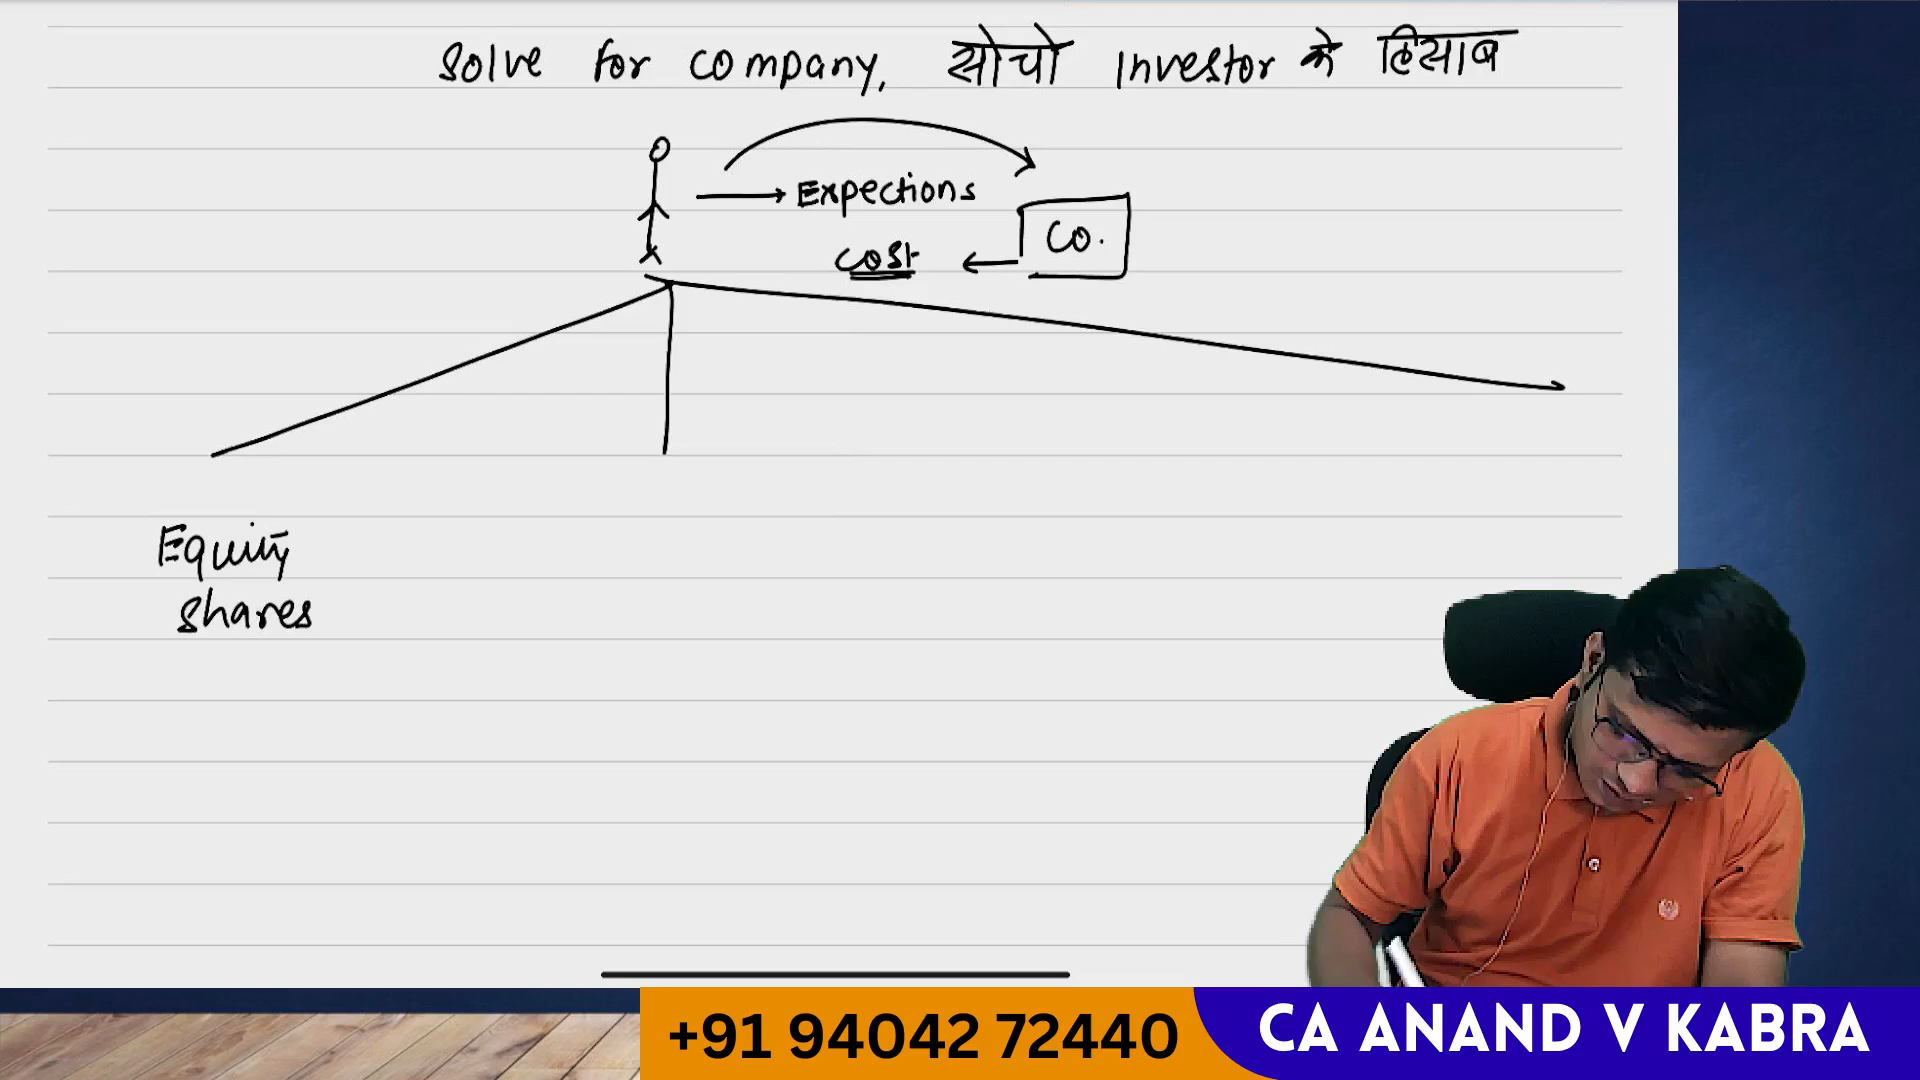 Solve for company, सोचो Investor के हिसाब
Expections
Co.
cost
Equity
shares
+91 94042 72440
CA ANAND V KABRA